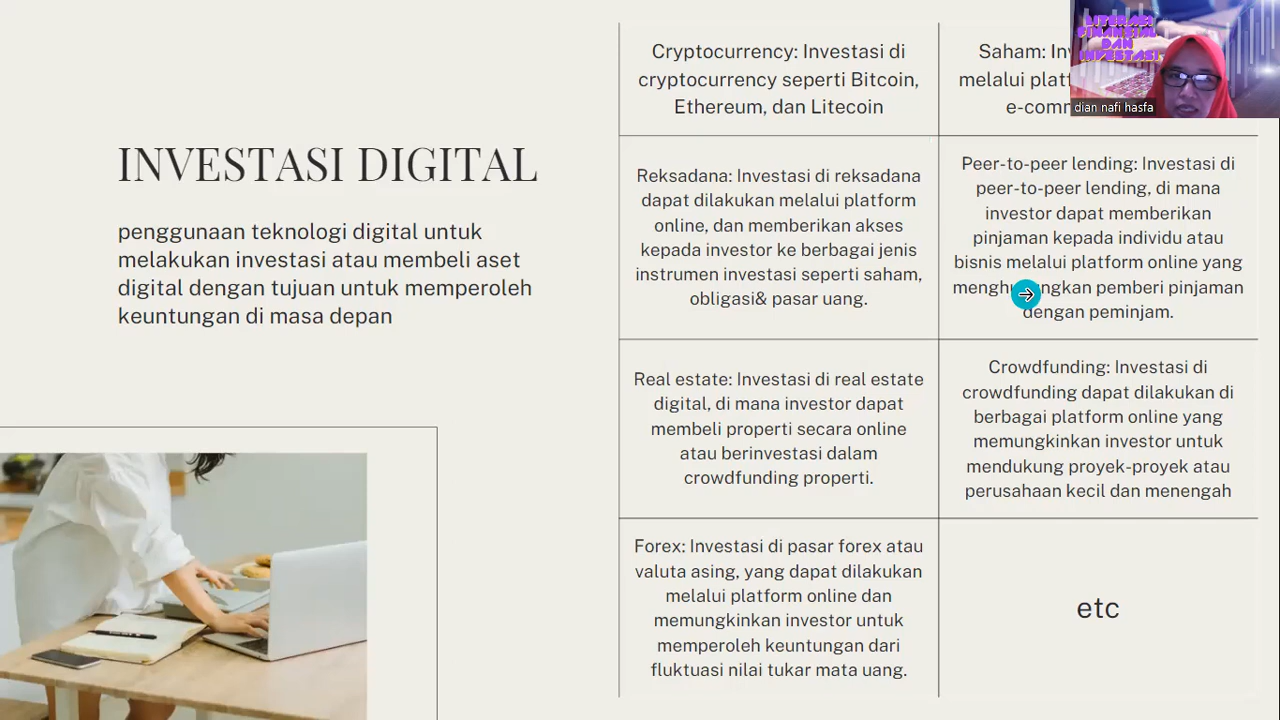 INVESTASI DIGITAL
penggunaan teknologi digital untuk
melakukan investasi atau membeli aset
digital dengan tujuan untuk memperoleh
keuntungan di masa depan
Cryptocurrency: Investasi di
cryptocurrency seperti Bitcoin,
Ethereum, dan Litecoin
Saham:
melalui
LITERASI
FINANSIAL
DAN
INVESTASI
dian nafi hasfa
Reksadana: Investasi di reksadana
dapat dilakukan melalui platform
online, dan memberikan akses
kepada investor ke berbagai jenis
instrumen investasi seperti saham,
obligasi& pasar uang.
Peer-to-peer lending: Investasi di
peer-to-peer lending, di mana
investor dapat memberikan
pinjaman kepada individu atau
bisnis melalui platform online yang
pemberi pinjaman
dengan peminjam.
Real estate: Investasi di real estate
digital, di mana investor dapat
membeli properti secara online
atau berinvestasi dalam
crowdfunding properti.
Crowdfunding: Investasi di
crowdfunding dapat dilakukan di
berbagai platform online yang
memungkinkan investor untuk
mendukung proyek-proyek atau
perusahaan kecil dan menengah
Forex: Investasi di pasar forex atau
valuta asing, yang dapat dilakukan
melalui platform online dan
memungkinkan investor untuk
memperoleh keuntungan dari
fluktuasi nilai tukar mata uang.
etc